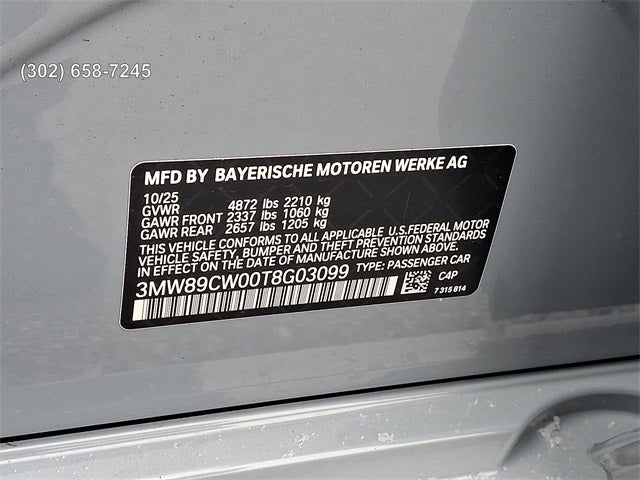 (302) 658-7245
MFD BY BAYERISCHE MOTOREN WERKE AG
10/25
GVWR 4872 lbs 2210 kg
GAWR FRONT 2337 lbs 1060 kg
GAWR REAR 2657 lbs 1205 kg
THIS VEHICLE CONFORMS TO ALL APPLICABLE U.S.FEDERAL MOTOR
VEHICLE SAFETY, BUMPER AND THEFT PREVENTION STANDARDS
IN EFFECT ON THE DATE OF MANUFACTURE SHOWN ABOVE.
3MW89CW00T8G03099 TYPE: PASSENGER CAR
C4P
7 315 814